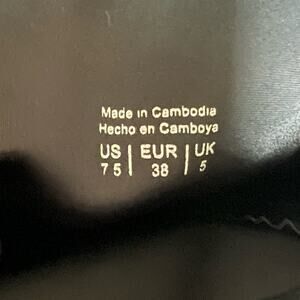 Made in Cambodia
Hecho en Camboya
US | EUR | UK
7 5 | 38 | 5